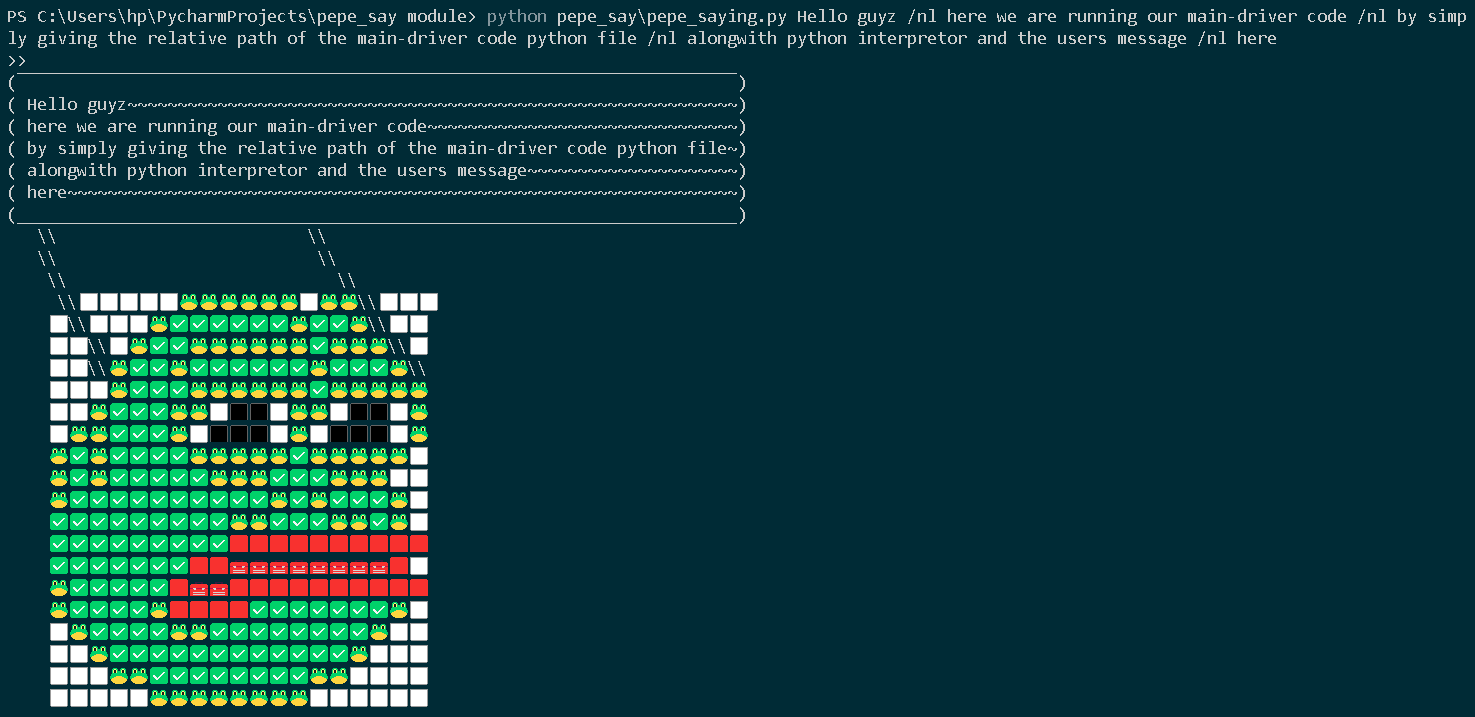 PS C:\Users\hp\PycharmProjects\pepe_say module> python pepe_say\pepe_saying.py Hello guyz /nl here we are running our main-driver code /nl by simp
ly giving the relative path of the main-driver code python file /nl alongwith python interpretor and the users message /nl here
>>
( Hello guyz~~~~~~~~~~~~~~~~~~~~~~~~~~~~~~~~~~~~~~~~~~~~~~~~~~~~~~~~~~~~~)
( here we are running our main-driver code~~~~~~~~~~~~~~~~~~~~~~~~~~~~~~~)
( by simply giving the relative path of the main-driver code python file~)
( alongwith python interpretor and the users message~~~~~~~~~~~~~~~~~~~~~)
( here~~~~~~~~~~~~~~~~~~~~~~~~~~~~~~~~~~~~~~~~~~~~~~~~~~~~~~~~~~~~~~~~~~~)